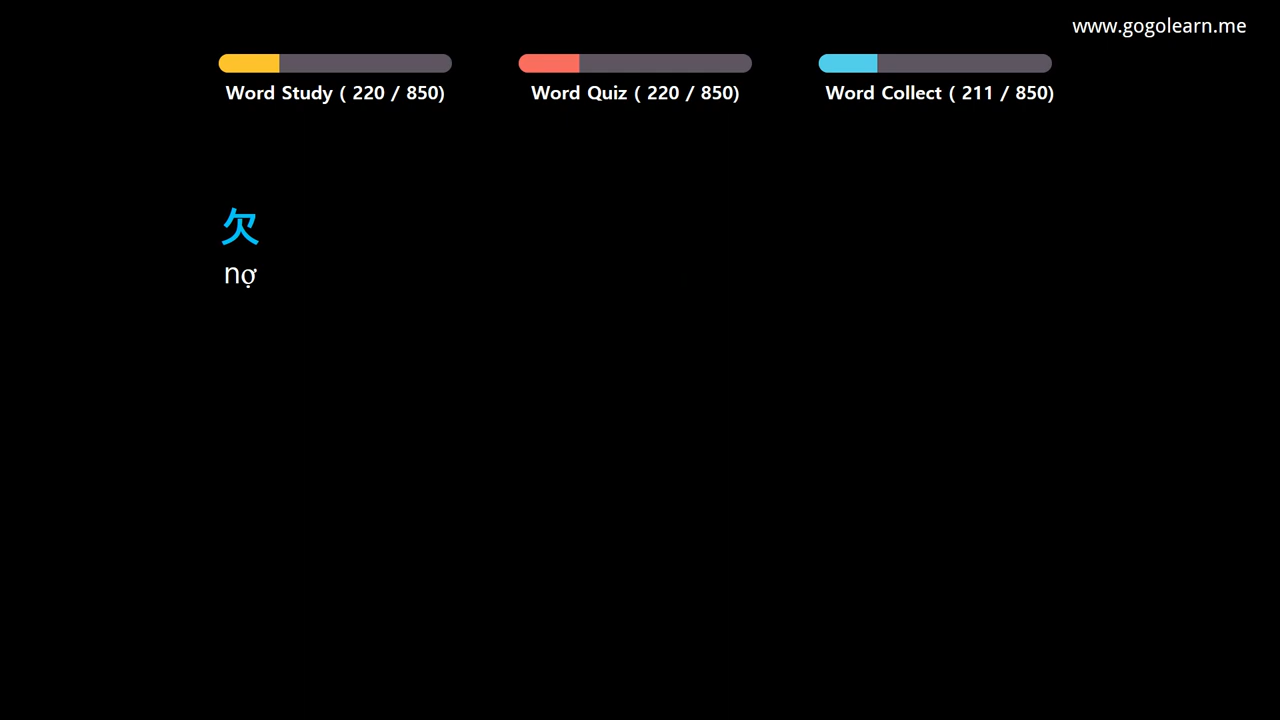 www.gogolearn.me
Word Study ( 220 / 850)
Word Quiz ( 220 / 850)
Word Collect ( 211 / 850)
欠
nợ